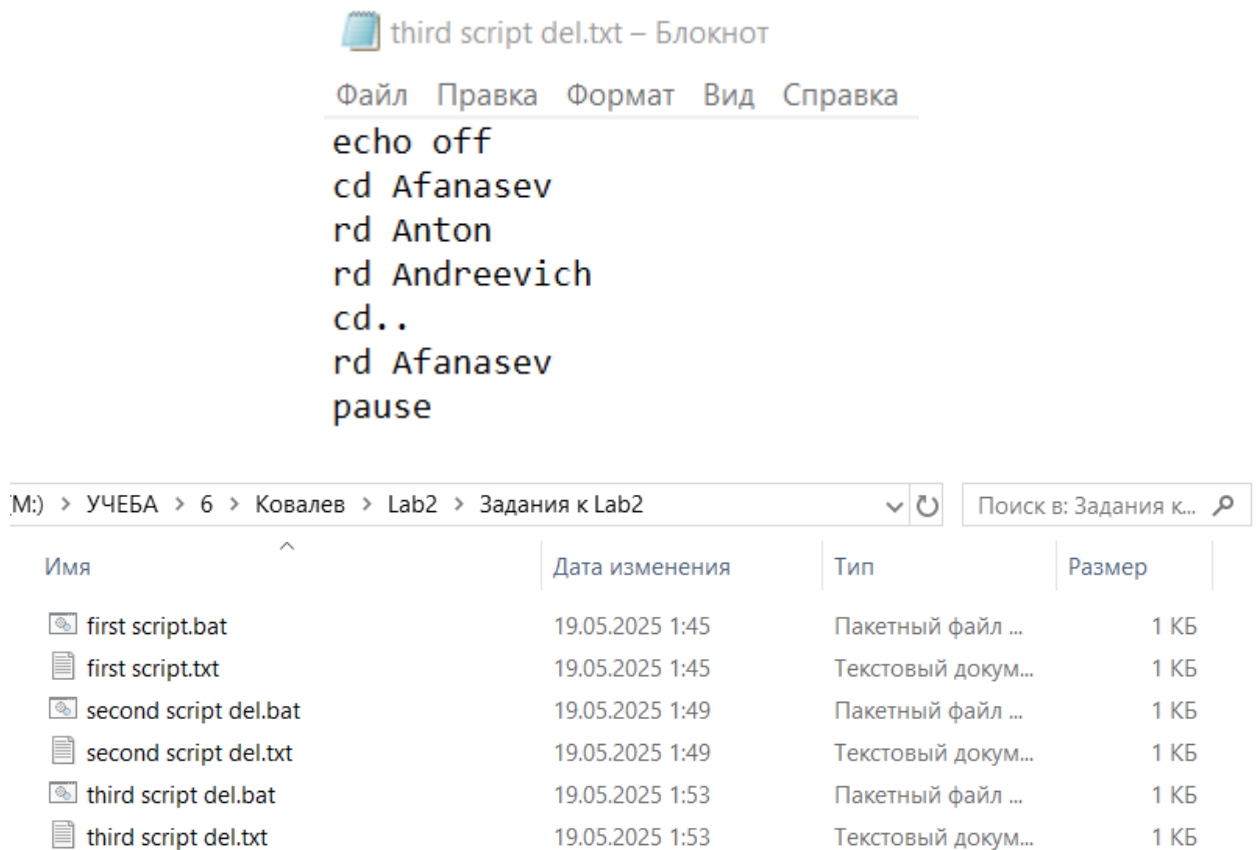 third script del.txt – Блокнот
Файл Правка Формат Вид Справка
echo off
cd Afanasev
rd Anton
rd Andreevich
cd..
rd Afanasev
pause
M:) > УЧЕБА > 6 > Ковалев > Lab2 > Задания к Lab2 Поиск в: Задания к...
Имя Дата изменения Тип Размер
first script.bat 19.05.2025 1:45 Пакетный файл ... 1 КБ
first script.txt 19.05.2025 1:45 Текстовый докум... 1 КБ
second script del.bat 19.05.2025 1:49 Пакетный файл ... 1 КБ
second script del.txt 19.05.2025 1:49 Текстовый докум... 1 КБ
third script del.bat 19.05.2025 1:53 Пакетный файл ... 1 КБ
third script del.txt 19.05.2025 1:53 Текстовый докум... 1 КБ